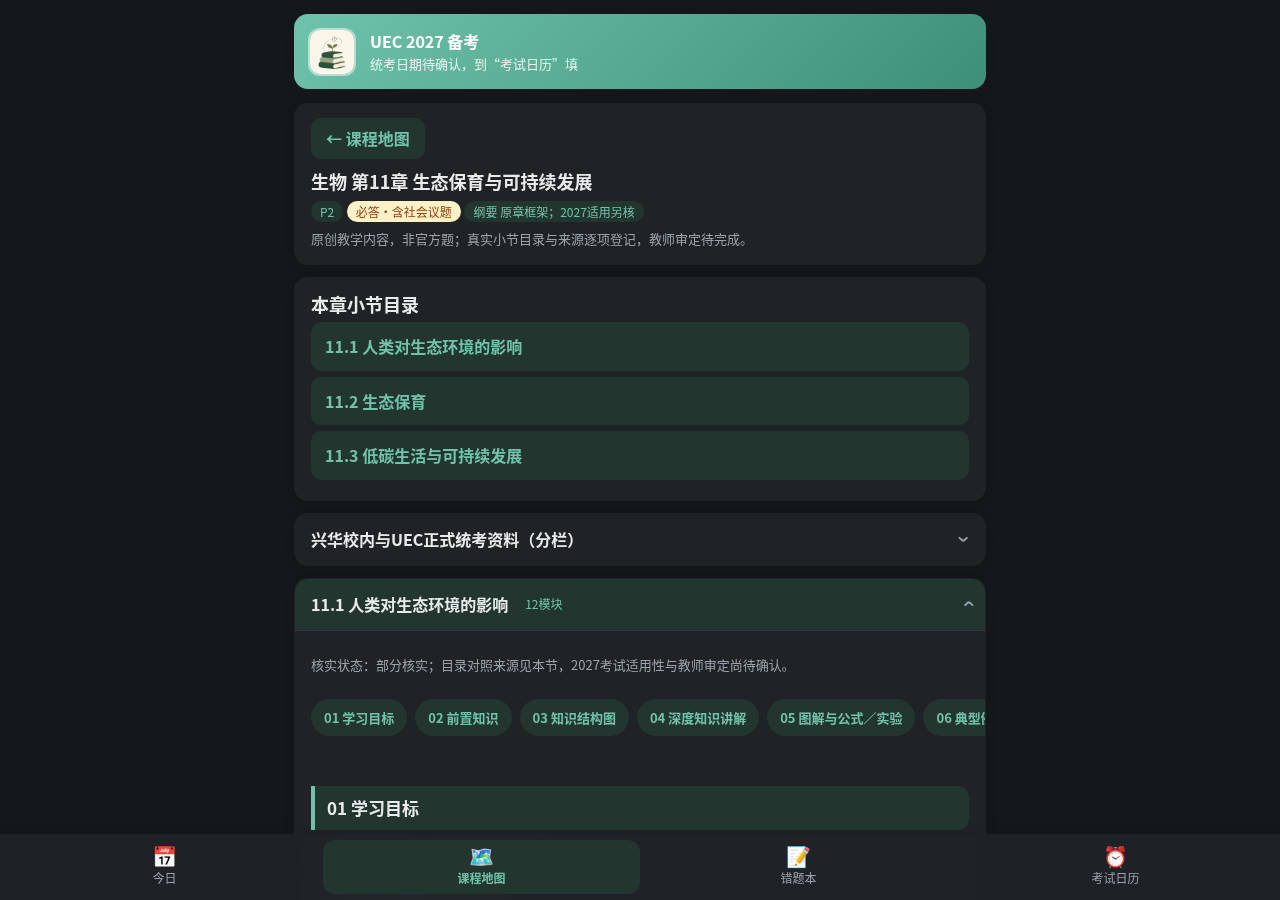 UEC 2027 备考
统考日期待确认，到“考试日历”填
← 课程地图
生物 第11章 生态保育与可持续发展
P2 必答·含社会议题 纲要 原章框架；2027适用另核
原创教学内容，非官方题；真实小节目录与来源逐项登记，教师审定待完成。
本章小节目录
11.1 人类对生态环境的影响
11.2 生态保育
11.3 低碳生活与可持续发展
兴华校内与UEC正式统考资料（分栏）
11.1 人类对生态环境的影响 12模块
核实状态：部分核实；目录对照来源见本节，2027考试适用性与教师审定尚待确认。
01 学习目标 02 前置知识 03 知识结构图 04 深度知识讲解 05 图解与公式／实验 06 典型
01 学习目标
今日 课程地图 错题本 考试日历